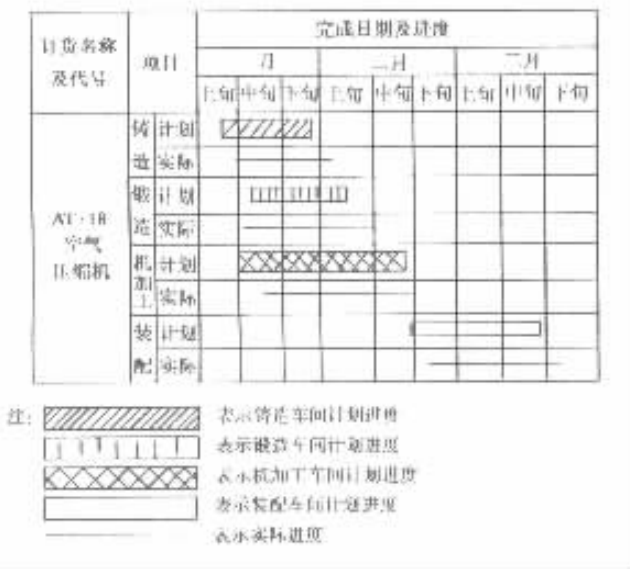 订货名称
及代号
项目
完成日期及进度
月
二月
三月
上旬 中旬 下旬 上旬 中旬 下旬 上旬 中旬 下旬
铸造
计划
实际
锻造
计划
实际
机加工
计划
实际
装配
计划
实际
空气
压缩机
注:
表示铸造车间计划进度
表示锻造车间计划进度
表示机加工车间计划进度
表示装配车间计划进度
表示实际进度